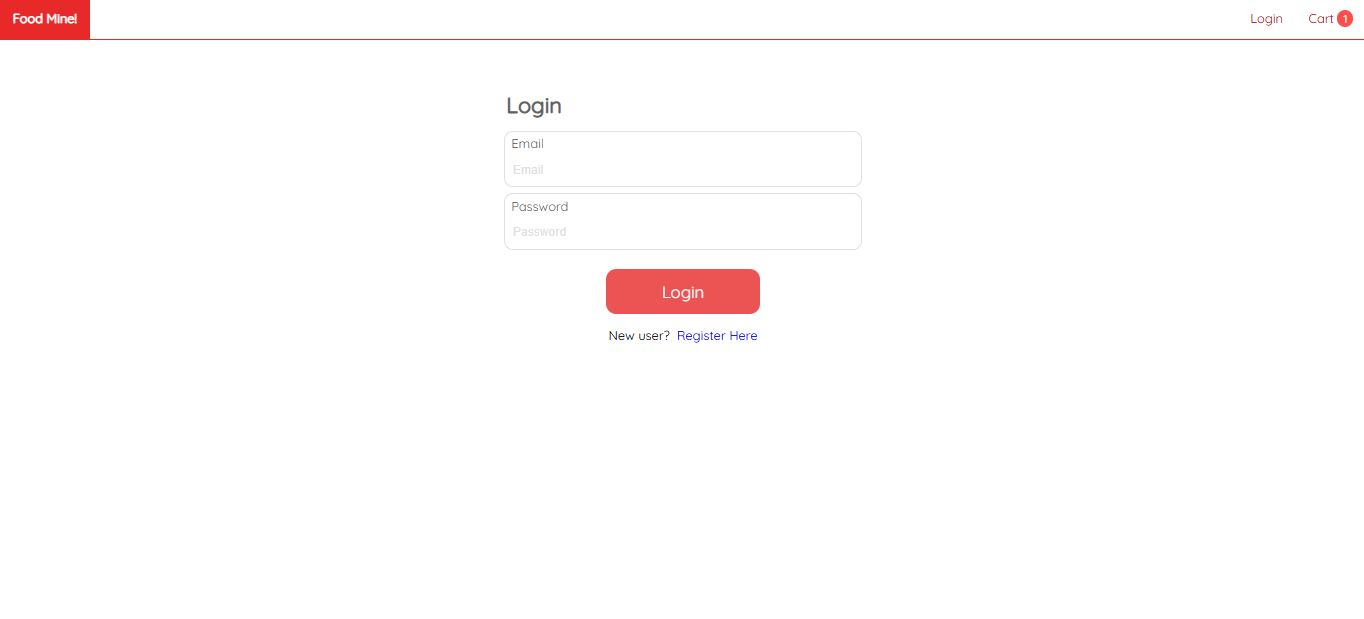 Food Mine!
Login
Cart 1
Login
Email
Email
Password
Password
Login
New user? Register Here